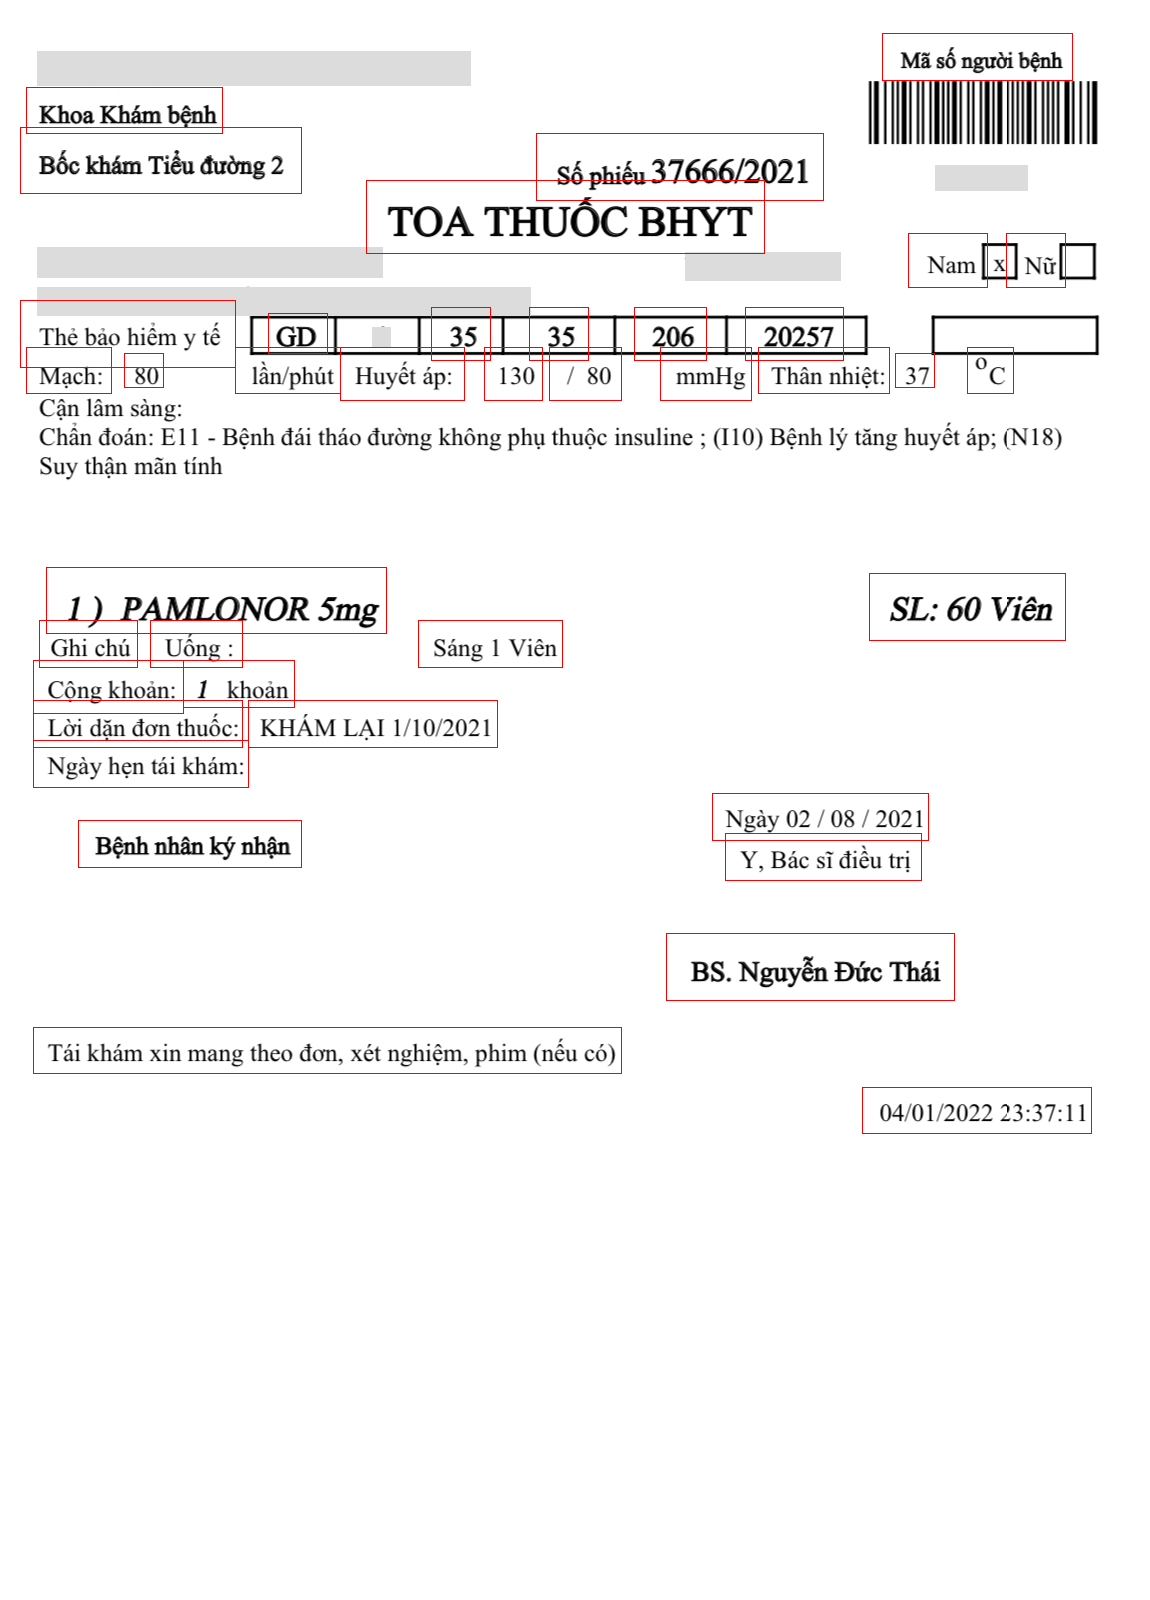 Mã số người bệnh
Khoa Khám bệnh
Bốc khám Tiểu đường 2
Số phiếu 37666/2021
TOA THUỐC BHYT
Nam x Nữ
Thẻ bảo hiểm y tế GD 35 35 206 20257
Mạch: 80 lần/phút Huyết áp: 130 / 80 mmHg Thân nhiệt: 37 ºC
Cận lâm sàng:
Chẩn đoán: E11 - Bệnh đái tháo đường không phụ thuộc insuline ; (I10) Bệnh lý tăng huyết áp; (N18)
Suy thận mãn tính
1 ) PAMLONOR 5mg SL: 60 Viên
Ghi chú Uống : Sáng 1 Viên
Cộng khoản: 1 khoản
Lời dặn đơn thuốc: KHÁM LẠI 1/10/2021
Ngày hẹn tái khám:
Ngày 02 / 08 / 2021
Bệnh nhân ký nhận
Y, Bác sĩ điều trị
BS. Nguyễn Đức Thái
Tái khám xin mang theo đơn, xét nghiệm, phim (nếu có)
04/01/2022 23:37:11